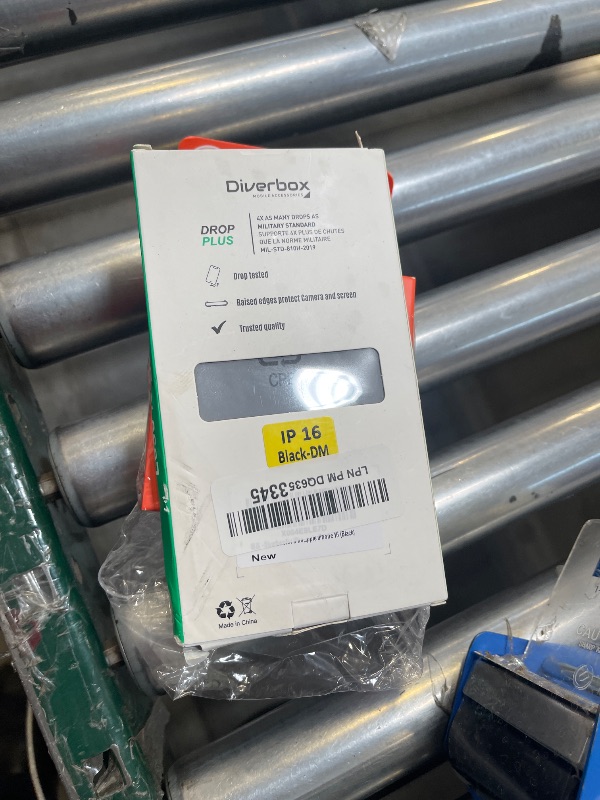 Diverbox
MOBILE ACCESSORIES
DROP
PLUS
4X AS MANY DROPS AS
MILITARY STANDARD
SUPPORTE 4X PLUS DE CHUTES
QUE LA NORME MILITAIRE
MIL-STD-810H-2019
Drop tested
Raised edges protect Camera and screen
Trusted quality
IP 16
Black-DM
LPN PM D06353345
(Black)
New
Made in China